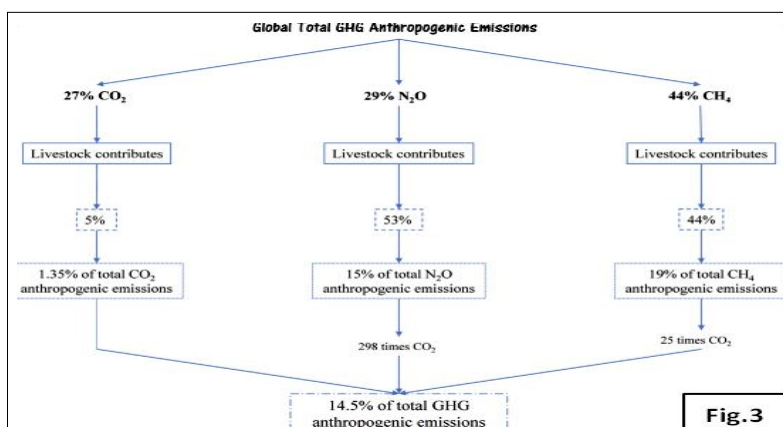 Global Total GHG Anthropogenic Emissions
27% CO₂
29% N₂O
44% CH₄
Livestock contributes
Livestock contributes
Livestock contributes
5%
53%
44%
1.35% of total CO₂
anthropogenic emissions
15% of total N₂O
anthropogenic emissions
19% of total CH₄
anthropogenic emissions
298 times CO₂
25 times CO₂
14.5% of total GHG
anthropogenic emissions
Fig.3